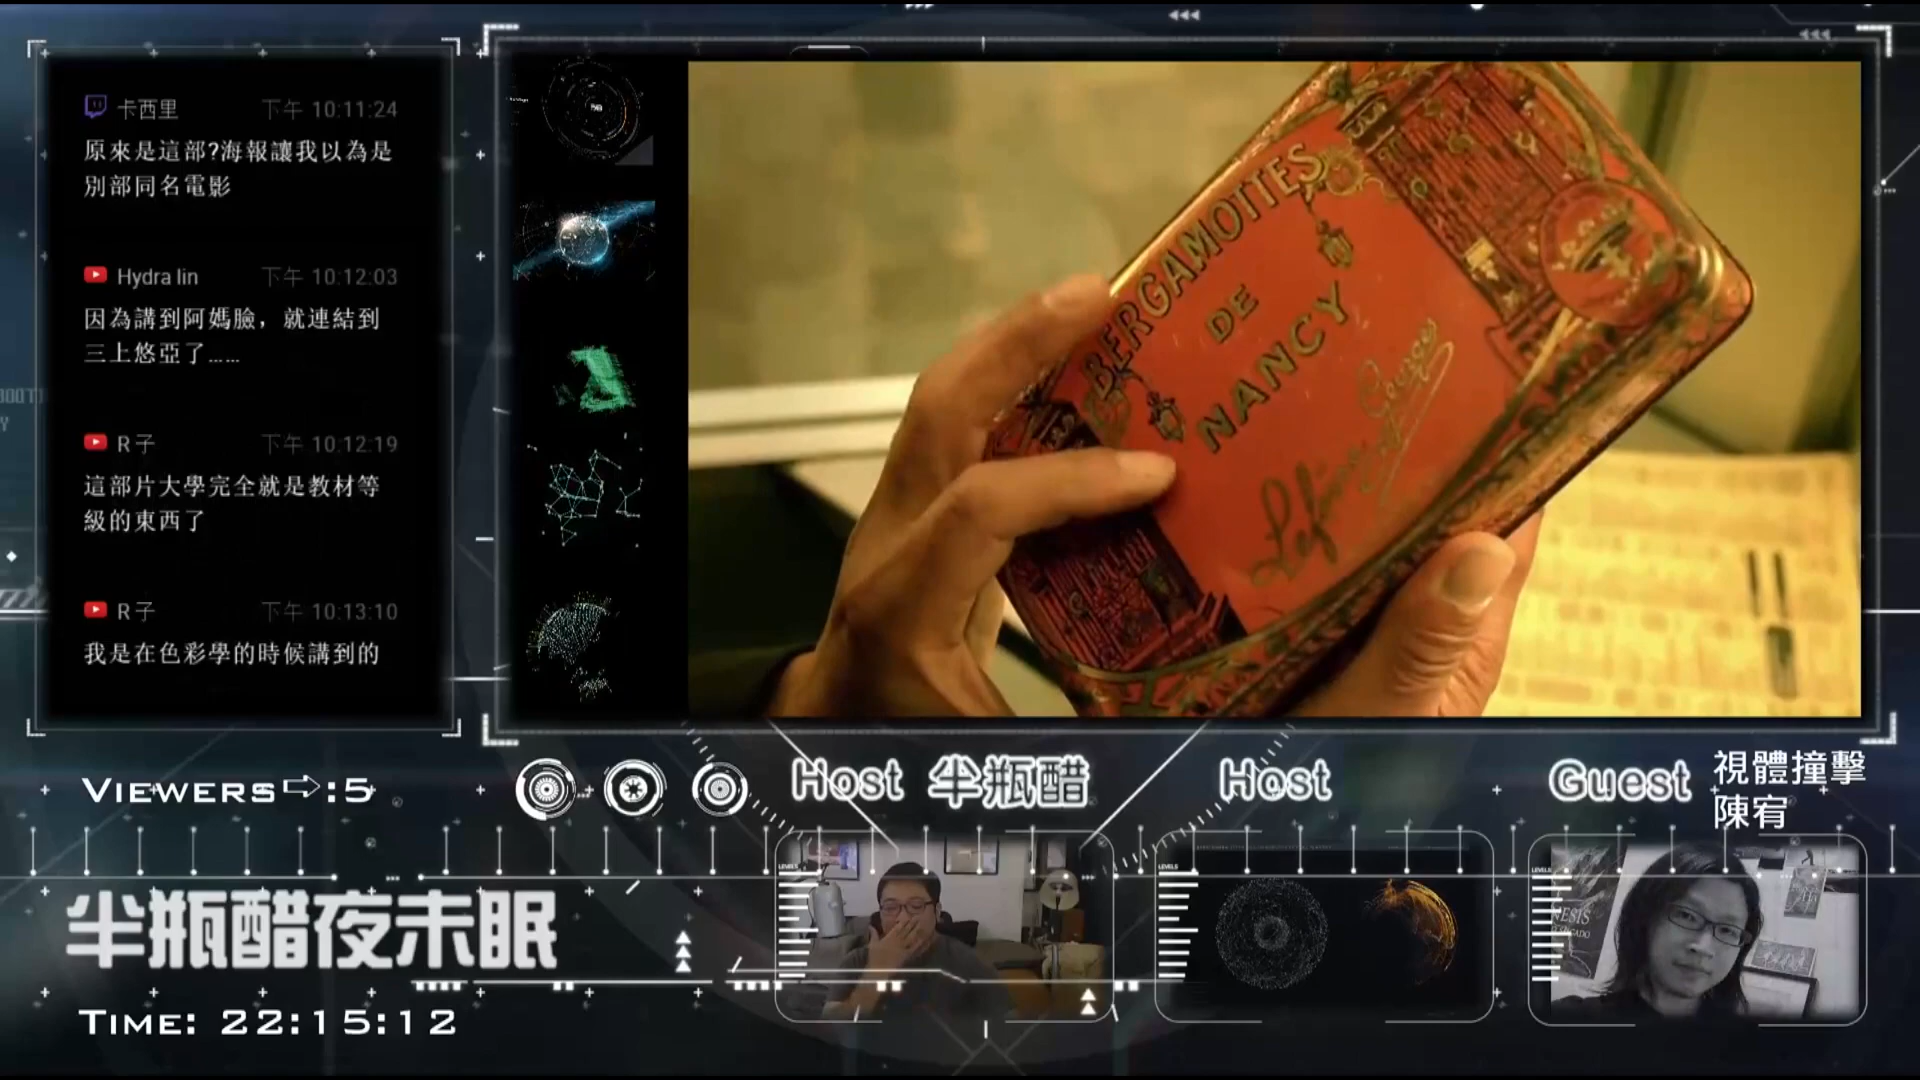 卡西里 下午 10:11:24
原來是這部?海報讓我以為是
別部同名電影
Hydra lin 下午 10:12:03
因為講到阿媽臉，就連結到
三上悠亞了……
R 子 下午 10:12:19
這部片大學完全就是教材等
級的東西了
R 子 下午 10:13:10
我是在色彩學的時候講到的
BERGAMOTTES
DE
NANCY
Lefèvre Georges
VIEWERS⇨:5
Host 半瓶醋
Host
Guest 視體撞擊
陳宥
半瓶醋夜未眠
TIME: 22:15:12
LEVELS
LEVELS
LEVELS